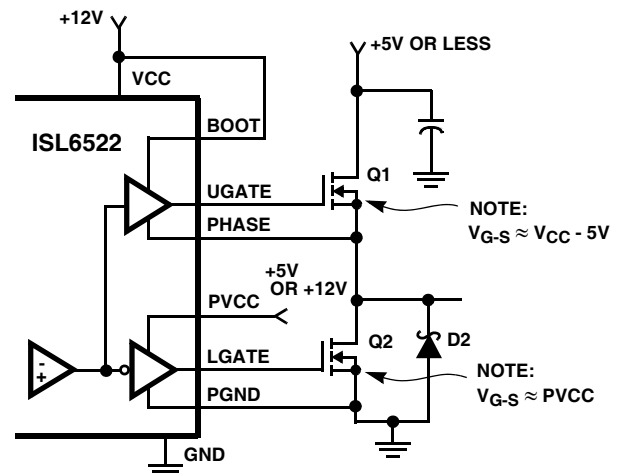 +12V
+5V OR LESS
VCC
BOOT
ISL6522
Q1
UGATE
NOTE:
VG-S ≈ VCC - 5V
PHASE
+5V
OR +12V
PVCC
Q2
D2
LGATE
NOTE:
VG-S ≈ PVCC
PGND
- +
GND